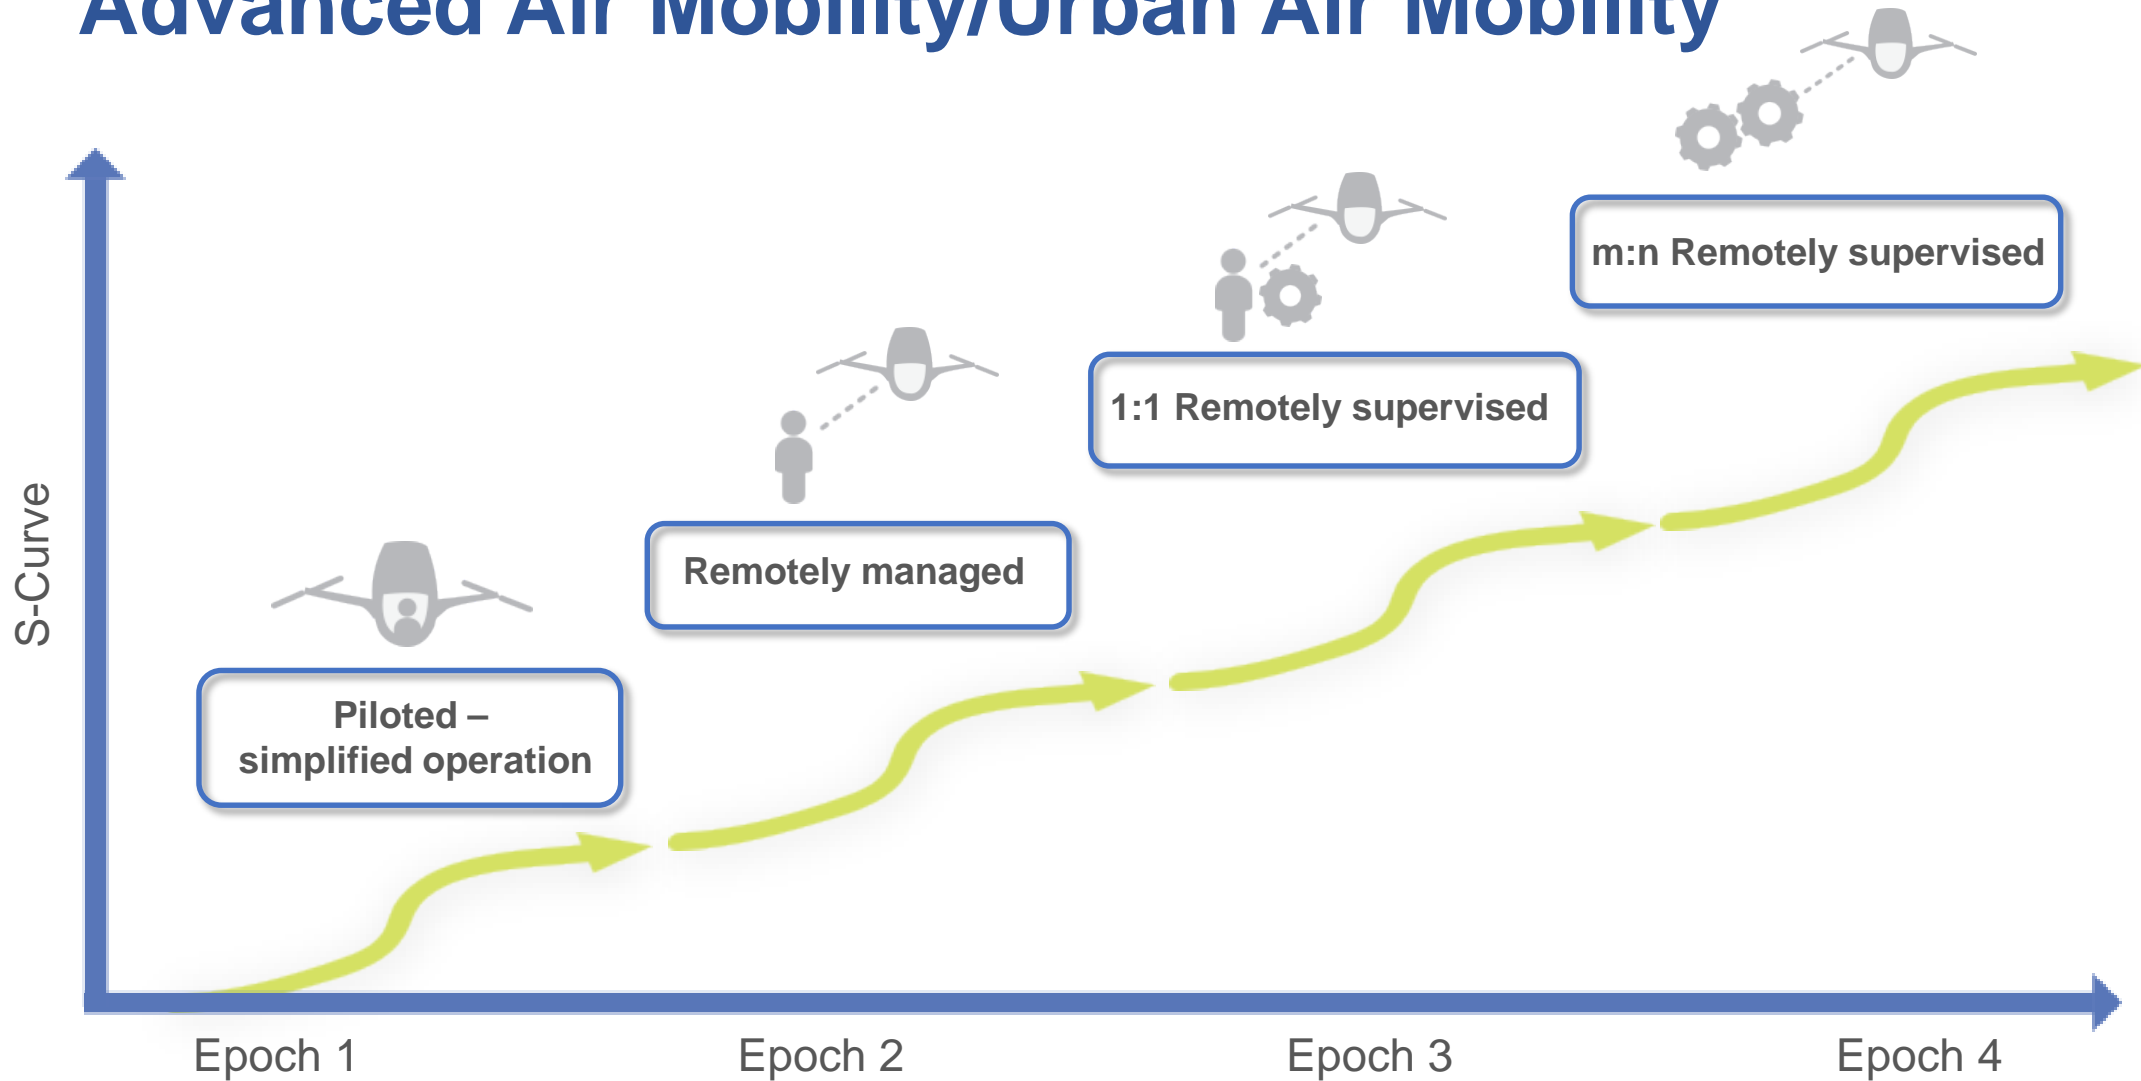 Advanced Air Mobility/Urban Air Mobility
m:n Remotely supervised
1:1 Remotely supervised
Remotely managed
Piloted –
simplified operation
S-Curve
Epoch 1
Epoch 2
Epoch 3
Epoch 4